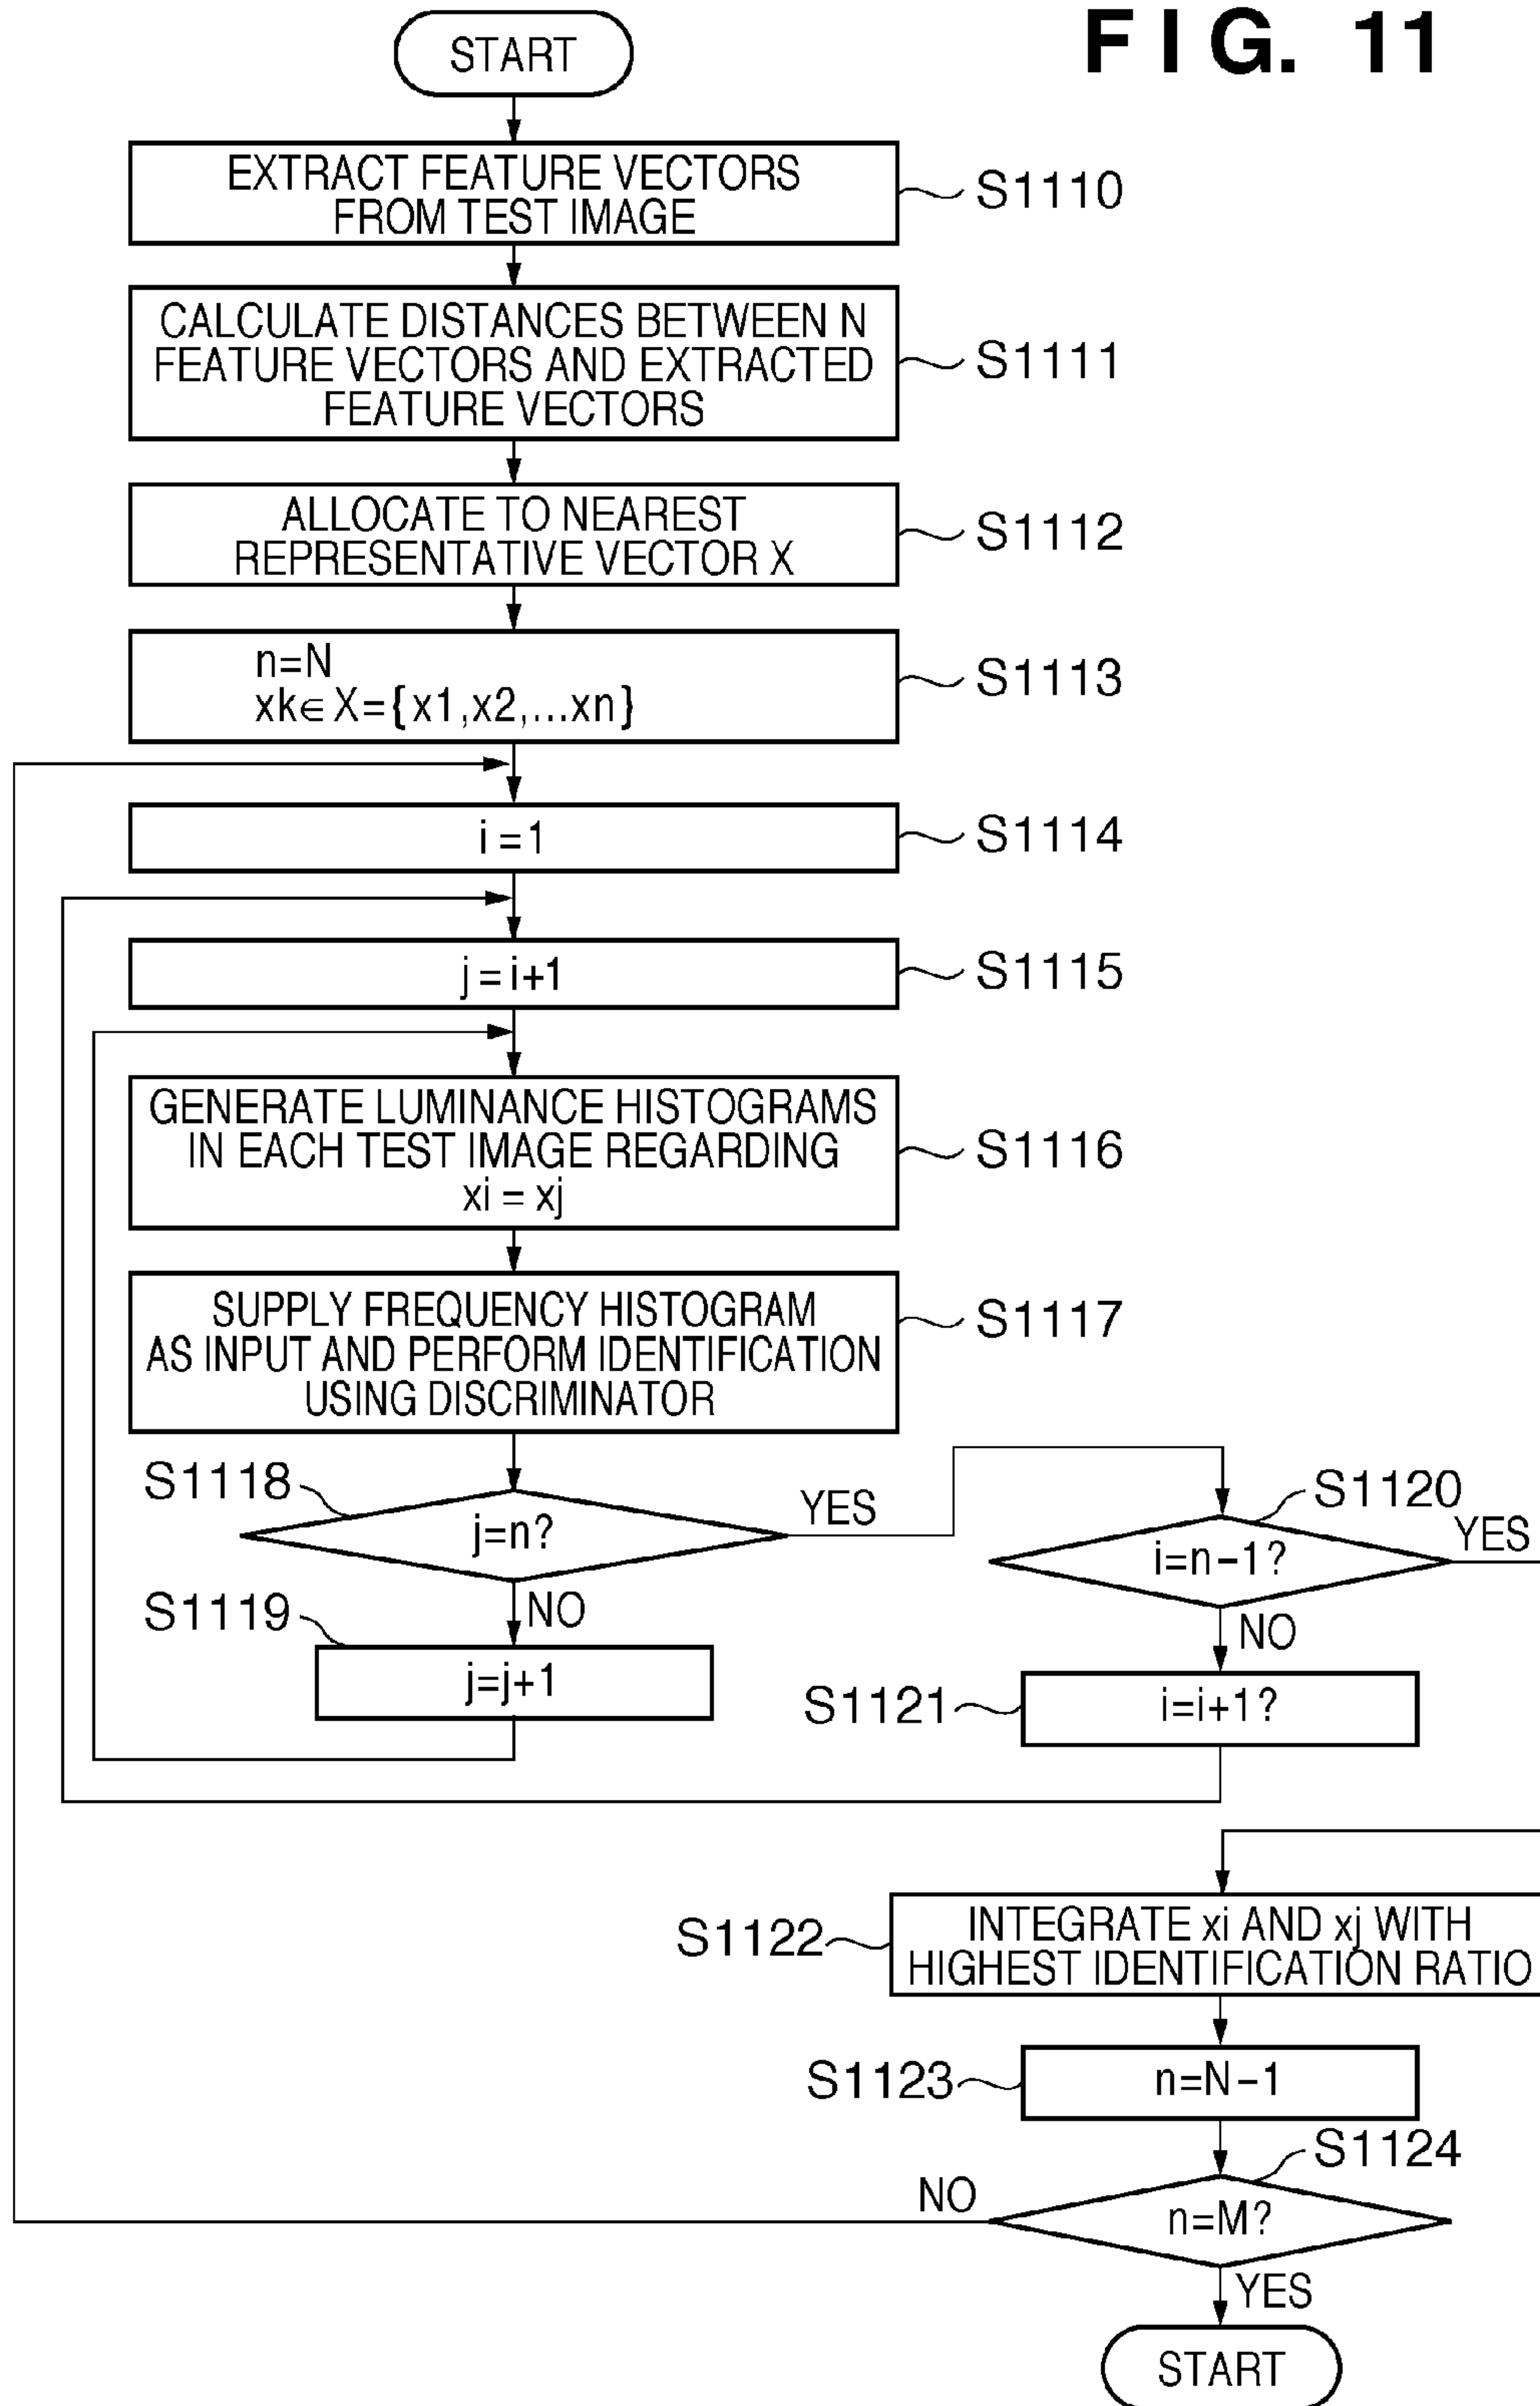 FIG. 11
START
EXTRACT FEATURE VECTORS
FROM TEST IMAGE
S1110
CALCULATE DISTANCES BETWEEN N
FEATURE VECTORS AND EXTRACTED
FEATURE VECTORS
S1111
ALLOCATE TO NEAREST
REPRESENTATIVE VECTOR X
S1112
n=N
xk∈X={x1,x2,...xn}
S1113
i=1
S1114
j=i+1
S1115
GENERATE LUMINANCE HISTOGRAMS
IN EACH TEST IMAGE REGARDING
xi = xj
S1116
SUPPLY FREQUENCY HISTOGRAM
AS INPUT AND PERFORM IDENTIFICATION
USING DISCRIMINATOR
S1117
S1118
j=n?
YES
NO
S1119
j=j+1
S1120
i=n-1?
YES
NO
S1121
i=i+1?
S1122
INTEGRATE xi AND xj WITH
HIGHEST IDENTIFICATION RATIO
S1123
n=N-1
S1124
n=M?
NO
YES
START